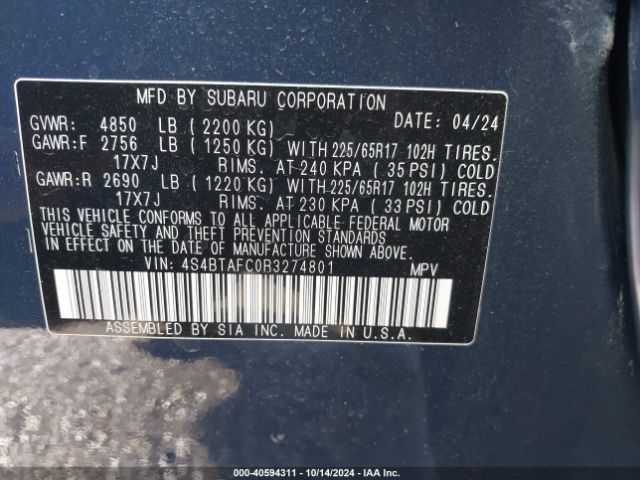 MFD BY SUBARU CORPORATION
DATE: 04/24
GVWR: 4850 LB ( 2200 KG)
GAWR:F 2756 LB ( 1250 KG) WITH 225/65R17 102H TIRES.
17X7J RIMS. AT 240 KPA ( 35 PSI) COLD
GAWR:R 2690 LB ( 1220 KG) WITH 225/65R17 102H TIRES.
17X7J RIMS. AT 230 KPA ( 33 PSI) COLD
THIS VEHICLE CONFORMS TO ALL APPLICABLE FEDERAL MOTOR
VEHICLE SAFETY AND THEFT PREVENTION STANDARDS
IN EFFECT ON THE DATE OF MANUFACTURE SHOWN ABOVE.
VIN: 4S4BTAFC0R3274801 MPV
ASSEMBLED BY SIA INC. MADE IN U.S.A.
000-40594311 - 10/14/2024 - IAA Inc.